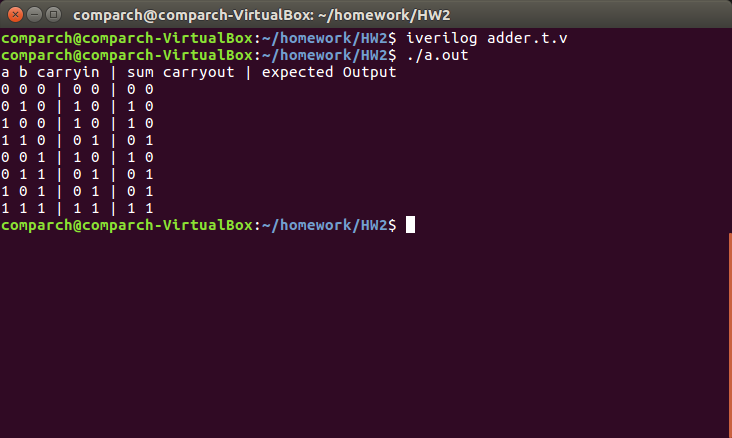 comparch@comparch-VirtualBox: ~/homework/HW2
comparch@comparch-VirtualBox:~/homework/HW2$ iverilog adder.t.v
comparch@comparch-VirtualBox:~/homework/HW2$ ./a.out
a b carryin | sum carryout | expected Output
0 0 0 | 0 0 | 0 0
0 1 0 | 1 0 | 1 0
1 0 0 | 1 0 | 1 0
1 1 0 | 0 1 | 0 1
0 0 1 | 1 0 | 1 0
0 1 1 | 0 1 | 0 1
1 0 1 | 0 1 | 0 1
1 1 1 | 1 1 | 1 1
comparch@comparch-VirtualBox:~/homework/HW2$